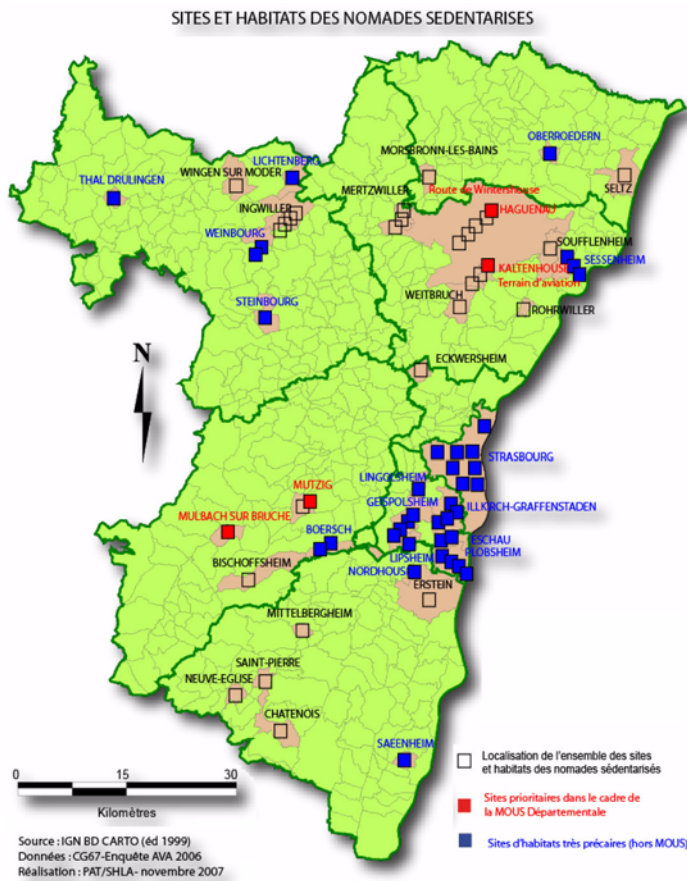 SITES ET HABITATS DES NOMADES SEDENTARISES
OBERROEDERN
MORSBRONN-LES-BAINS
LICHTENBERG
WINGEN SUR MODER
THAL DRULINGEN
SELTZ
MERTZWILLER
Route de Wintershouse
INGWILLER
HAGUENAU
WEINBOURG
SOUFFLENHEIM
SESSENHEIM
KALTENHOUSE
Terrain d'aviation
STEINBOURG
WEITBRUCH
ROHRWILLER
N
ECKWERSHEIM
STRASBOURG
LINGOLSHEIM
MUTZIG
GEISPOLSHEIM
ILLKIRCH-GRAFFENSTADEN
MULBACH SUR BRUCHE
BOERSCH
ESCHAU
PLOBSHEIM
LIPSHEIM
BISCHOFFSHEIM
NORDHOUSE
ERSTEIN
MITTELBERGHEIM
SAINT-PIERRE
NEUVE-EGLISE
CHATENOIS
SAEENHEIM
0 15 30
Kilomètres
Localisation de l'ensemble des sites
et habitats des nomades sédentarisés
Sites prioritaires dans le cadre de
la MOUS Départementale
Sites d'habitats très précaires (hors MOUS)
Source : IGN BD CARTO (éd 1999)
Données : CG67-Enquête AVA 2006
Réalisation : PAT/SHLA- novembre 2007